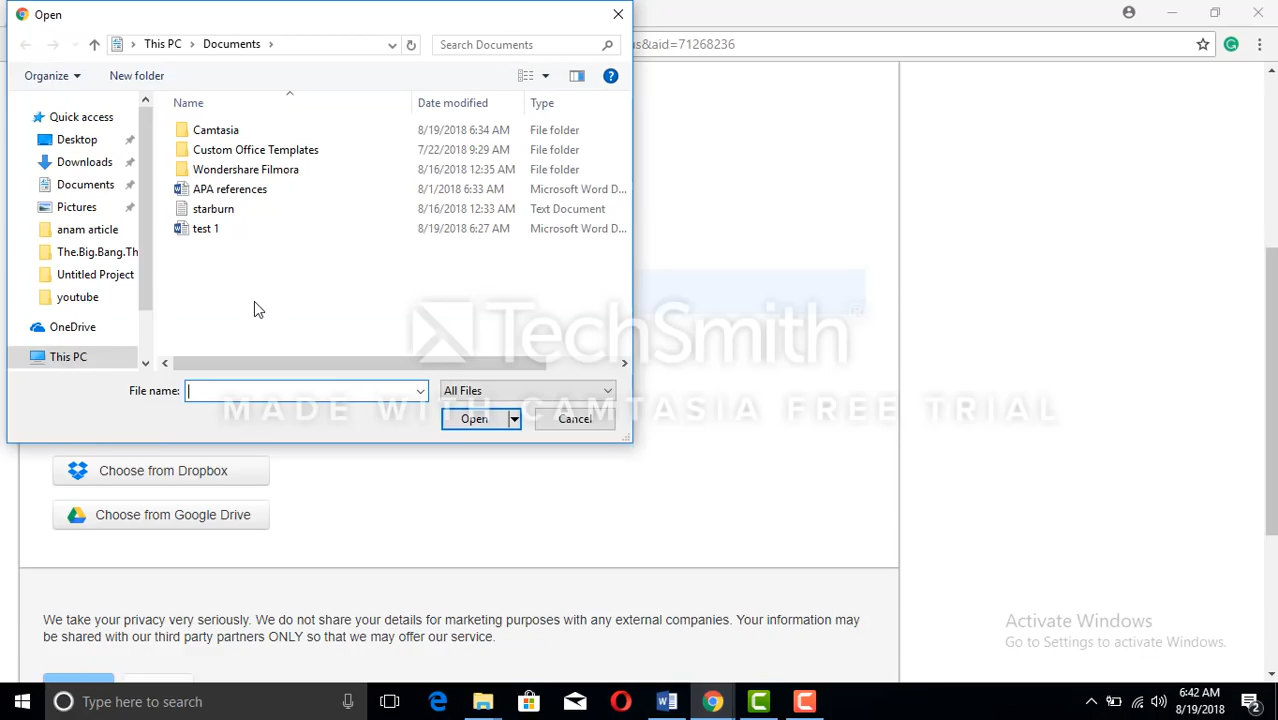 Open
us&aid=71268236
This PC
Documents
Search Documents
Organize
New folder
?
Name
Date modified
Type
Quick access
Desktop
Downloads
Documents
Pictures
anam article
The.Big.Bang.Th
Untitled Project
youtube
OneDrive
This PC
Camtasia
8/19/2018 6:34 AM
File folder
Custom Office Templates
7/22/2018 9:29 AM
File folder
Wondershare Filmora
8/16/2018 12:35 AM
File folder
APA references
8/1/2018 6:33 AM
Microsoft Word D...
starburn
8/16/2018 12:33 AM
Text Document
test 1
8/19/2018 6:27 AM
Microsoft Word D...
TechSmith®
MADE WITH CAMTASIA FREE TRIAL
File name:
All Files
Open
Cancel
Choose from Dropbox
Choose from Google Drive
We take your privacy very seriously. We do not share your details for marketing purposes with any external companies. Your information may
be shared with our third party partners ONLY so that we may offer our service.
Activate Windows
Go to Settings to activate Windows.
Type here to search
6:42 AM
8/19/2018
2